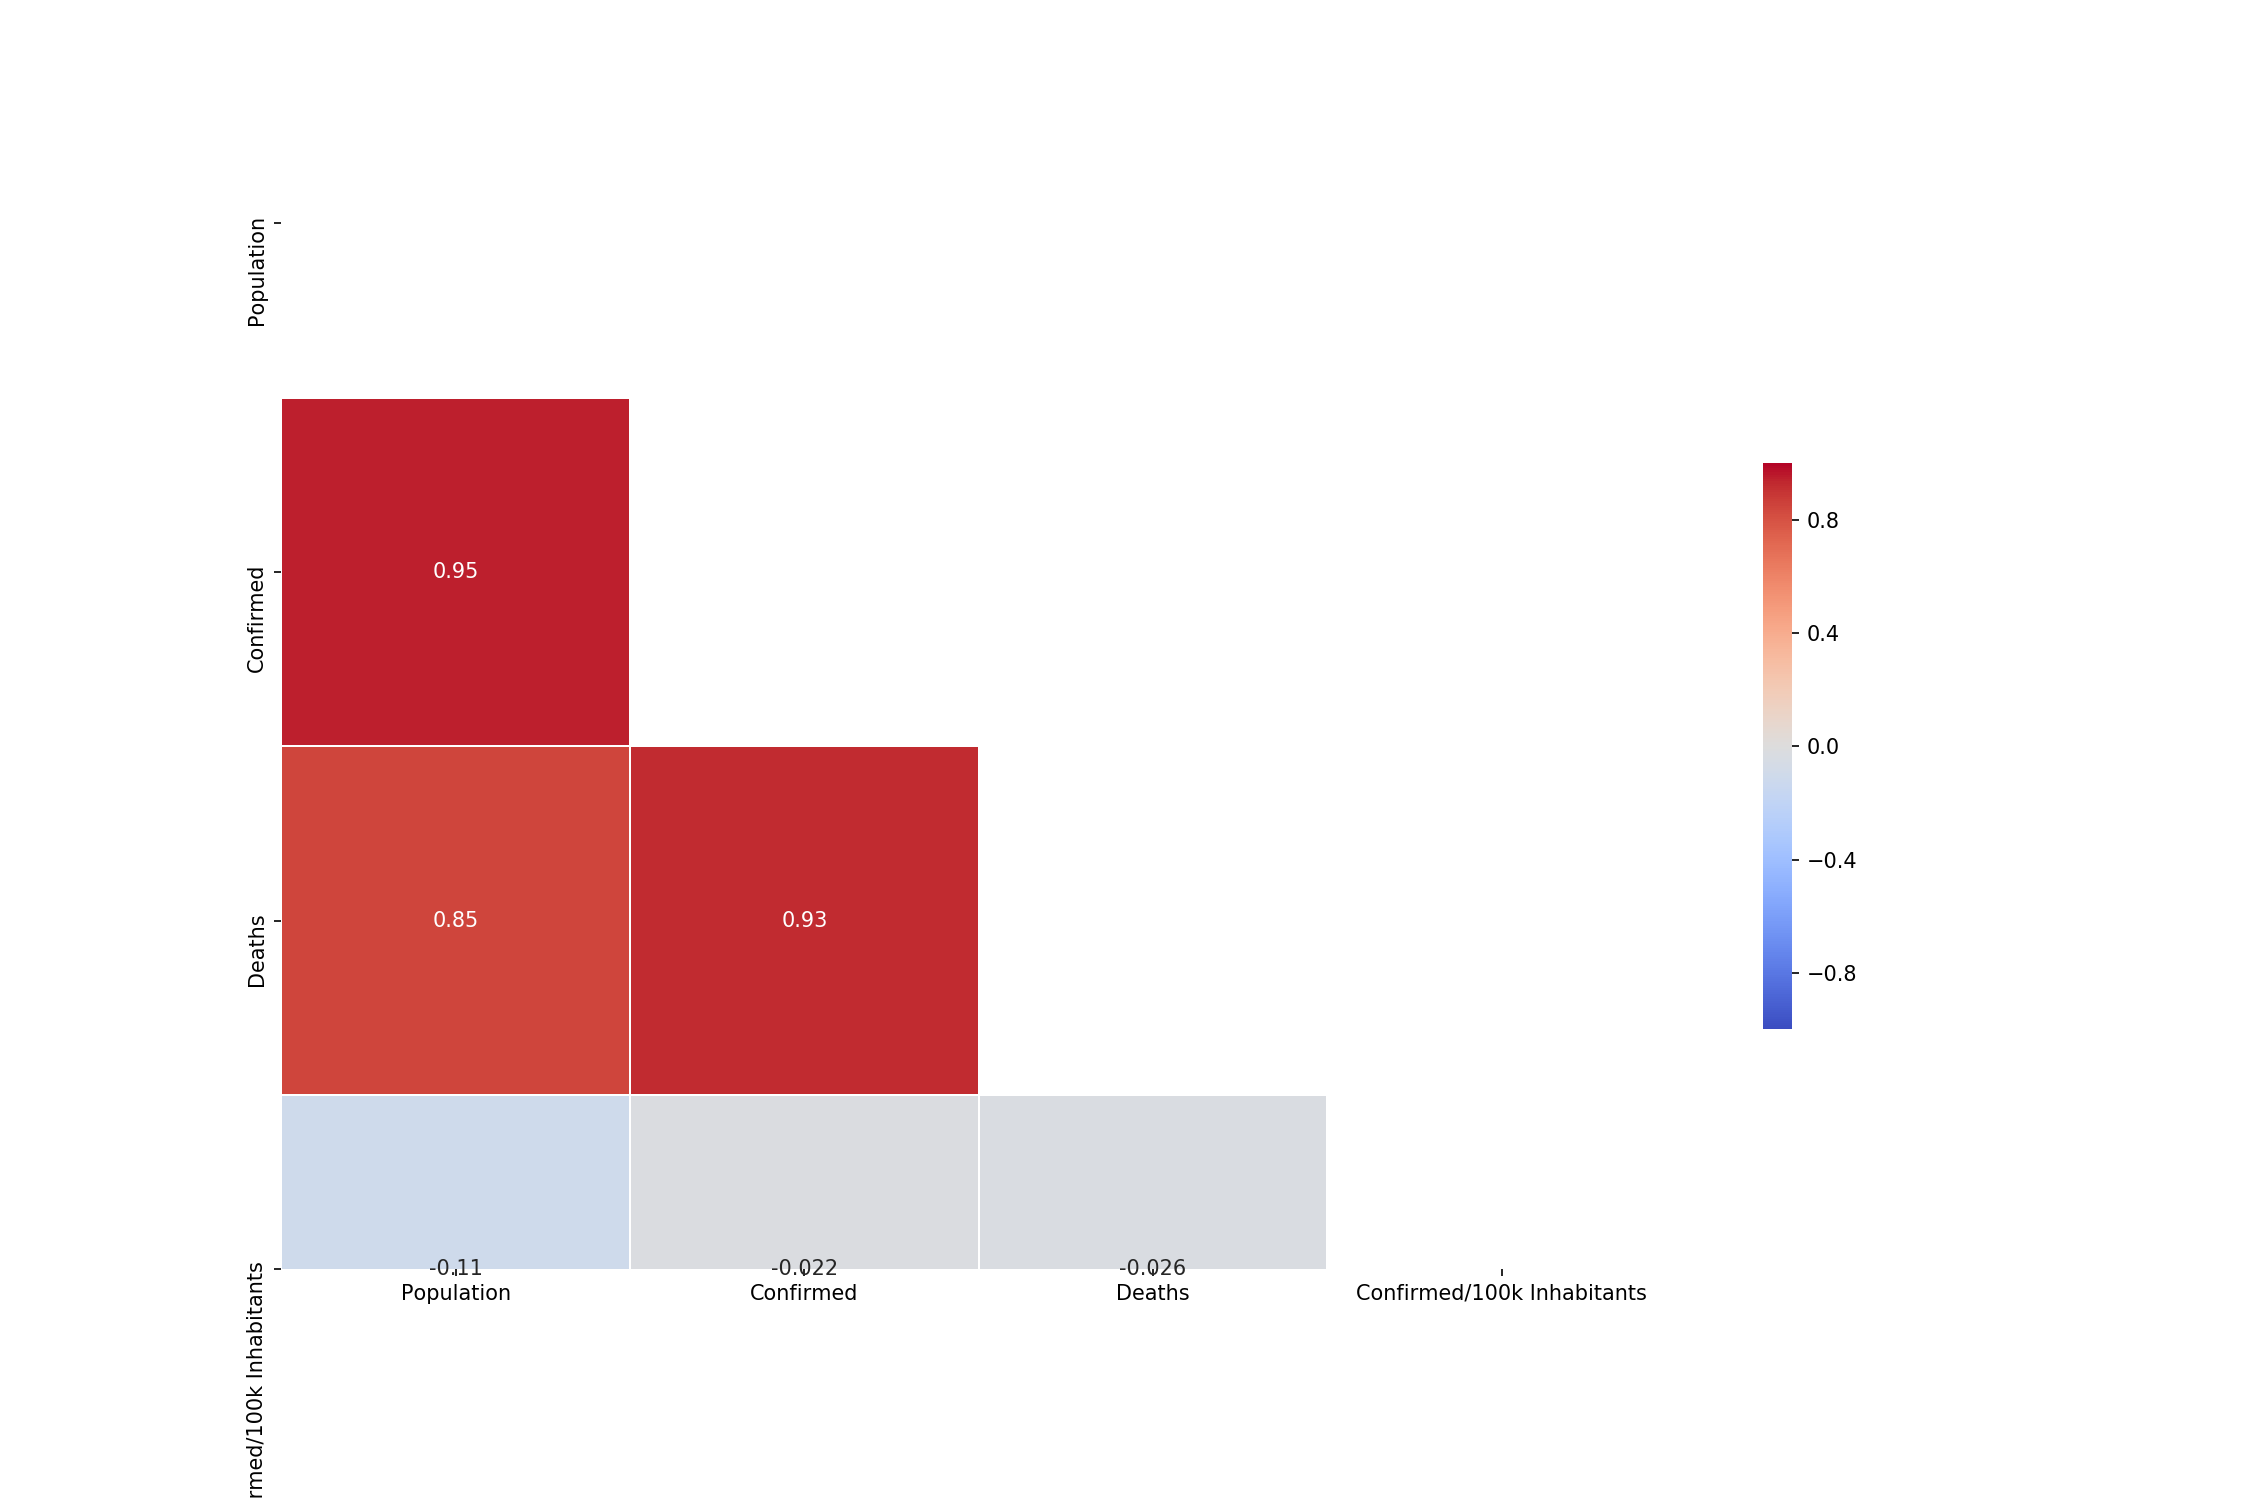 Population
Confirmed
0.95
Deaths
0.85
0.93
rmed/100k Inhabitants
-0.11
-0.022
-0.026
Population
Confirmed
Deaths
Confirmed/100k Inhabitants
0.8
0.4
0.0
−0.4
−0.8